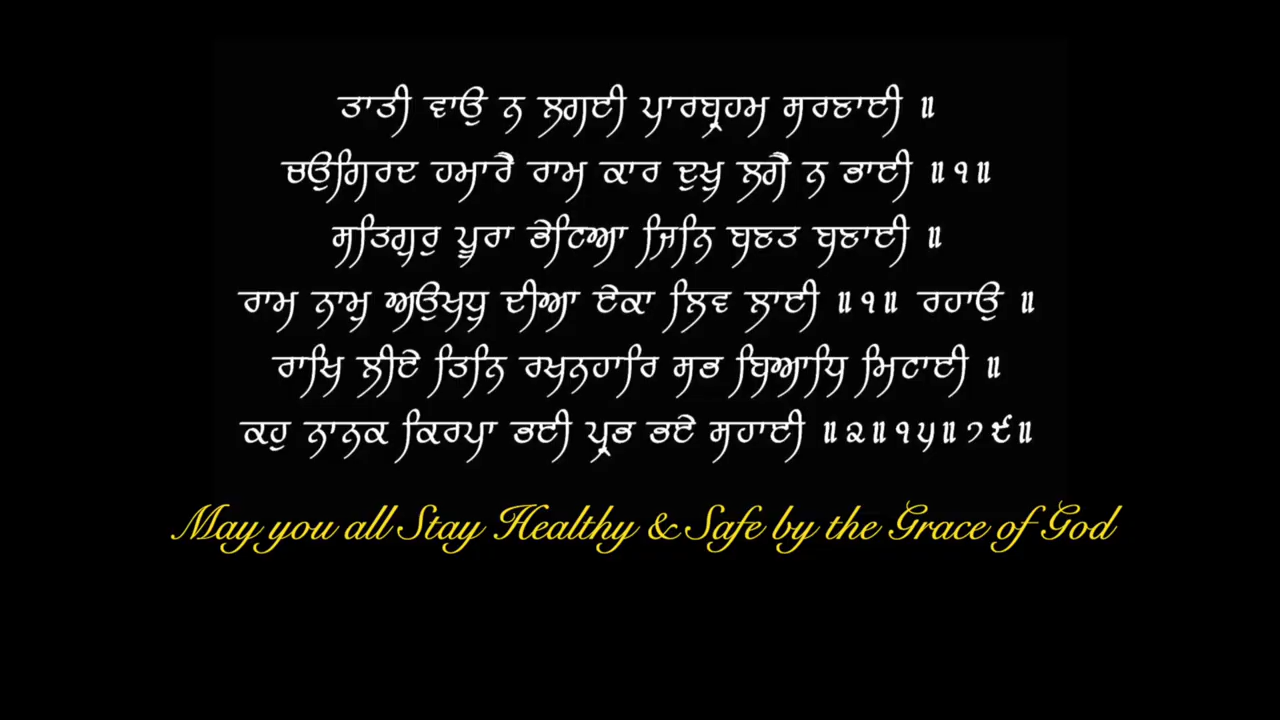 ਤਾਤੀ ਵਾਉ ਨ ਲਗਈ ਪਾਰਬ੍ਰਹਮ ਸਰਣਾਈ ॥
ਚਉਗਿਰਦ ਹਮਾਰੈ ਰਾਮ ਕਾਰ ਦੁਖੁ ਲਗੈ ਨ ਭਾਈ ॥੧॥
ਸਤਿਗੁਰੁ ਪੂਰਾ ਭੇਟਿਆ ਜਿਨਿ ਬਣਤ ਬਣਾਈ ॥
ਰਾਮ ਨਾਮੁ ਅਉਖਧੁ ਦੀਆ ਏਕਾ ਲਿਵ ਲਾਈ ॥੧॥ ਰਹਾਉ ॥
ਰਾਖਿ ਲੀਏ ਤਿਨਿ ਰਖਨਹਾਰਿ ਸਭ ਬਿਆਧਿ ਮਿਟਾਈ ॥
ਕਹੁ ਨਾਨਕ ਕਿਰਪਾ ਭਈ ਪ੍ਰਭ ਭਏ ਸਹਾਈ ॥੨॥੧੫॥੭੯॥
May you all Stay Healthy & Safe by the Grace of God